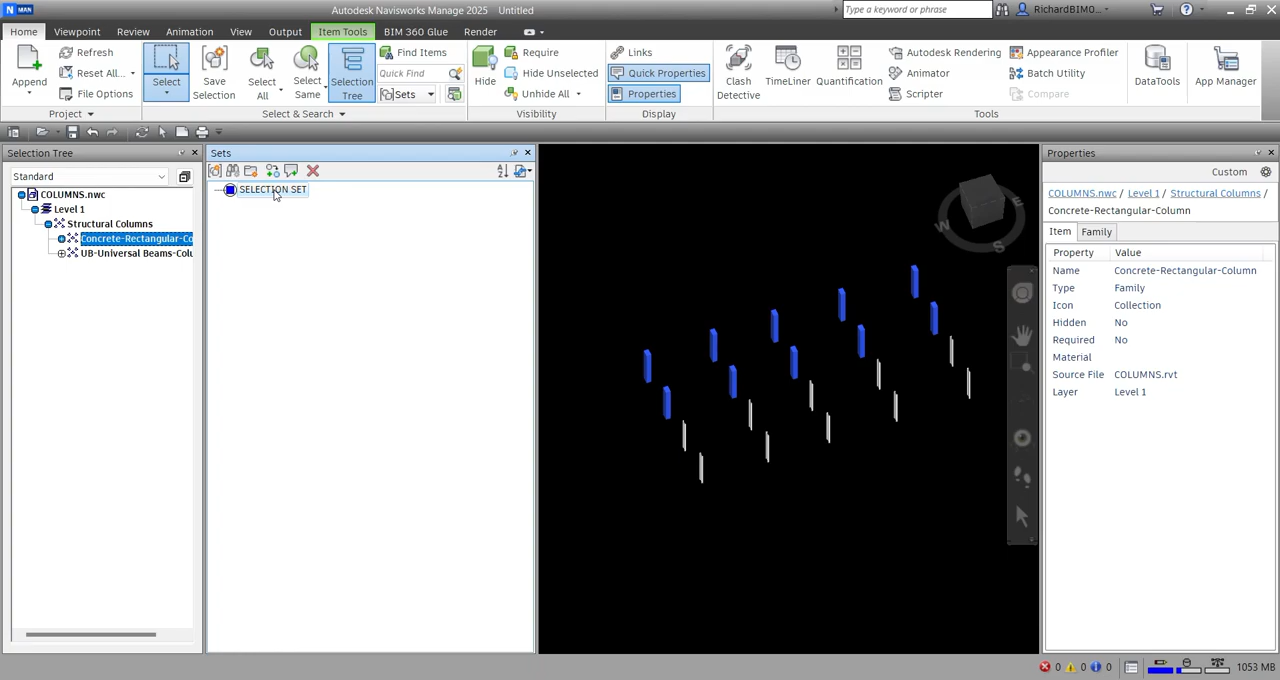 N MAN Autodesk Navisworks Manage 2025 Untitled Type a keyword or phrase RichardBIM0...
Home Viewpoint Review Animation View Output Item Tools BIM 360 Glue Render
Append
Refresh
Reset All...
File Options
Project
Select
Save Selection
Select All
Select Same
Selection Tree
Find Items
Quick Find
Sets
Select & Search
Hide
Require
Hide Unselected
Unhide All
Visibility
Links
Quick Properties
Properties
Display
Clash Detective
TimeLiner
Quantification
Autodesk Rendering
Animator
Scripter
Appearance Profiler
Batch Utility
Compare
DataTools
App Manager
Tools
Selection Tree
Standard
COLUMNS.nwc
Level 1
Structural Columns
Concrete-Rectangular-Co
UB-Universal Beams-Colu
Sets
SELECTION SET
W S E
Properties
Custom
COLUMNS.nwc / Level 1 / Structural Columns /
Concrete-Rectangular-Column
Item Family
Property Value
Name Concrete-Rectangular-Column
Type Family
Icon Collection
Hidden No
Required No
Material
Source File COLUMNS.rvt
Layer Level 1
0 0 0 1053 MB